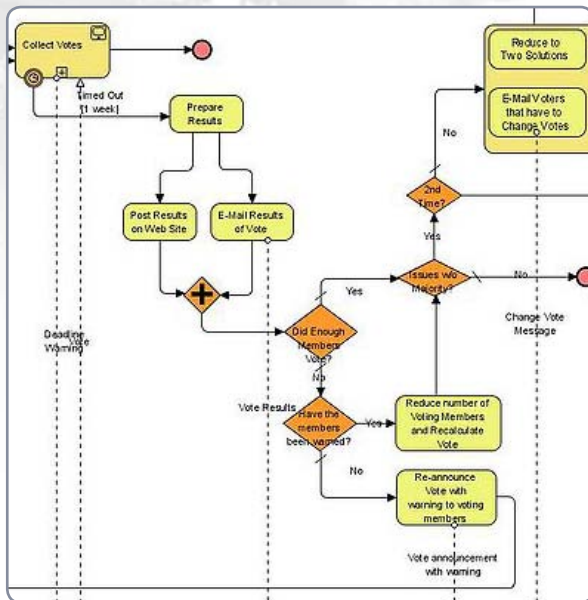 Collect Votes
Timed Out
[1 week]
Prepare
Results
Post Results
on Web Site
E-Mail Results
of Vote
Did Enough
Members
Vote?
Yes
No
Have the
members
been warned?
Yes
No
Reduce number of
Voting Members
and Recalculate
Vote
Re-announce
Vote with
warning to voting
members
Issues w/o
Majority?
Yes
No
2nd
Time?
No
Reduce to
Two Solutions
E-Mail Voters
that have to
Change Votes
Deadline
Warning
Vote
Vote Results
Change Vote
Message
Vote announcement
with warning